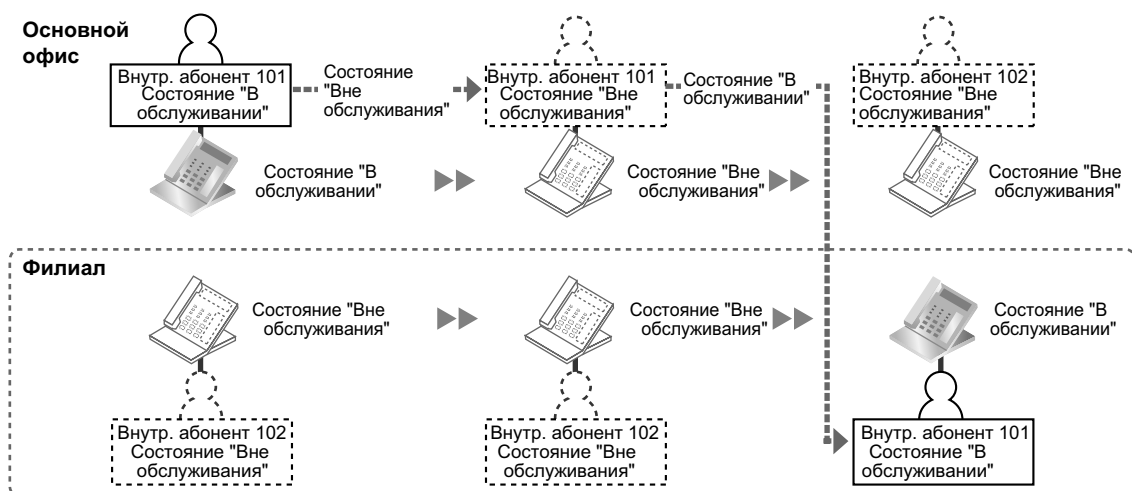 Основной
офис
Внутр. абонент 101
Состояние "В
обслуживании"
Состояние
"Вне
обслуживания"
Внутр. абонент 101
Состояние "Вне
обслуживания"
Состояние "В
обслуживании"
Внутр. абонент 102
Состояние "Вне
обслуживания"
Состояние "В
обслуживании"
Состояние "Вне
обслуживания"
Состояние "Вне
обслуживания"
Филиал
Состояние "Вне
обслуживания"
Состояние "Вне
обслуживания"
Состояние "В
обслуживании"
Внутр. абонент 102
Состояние "Вне
обслуживания"
Внутр. абонент 102
Состояние "Вне
обслуживания"
Внутр. абонент 101
Состояние "В
обслуживании"